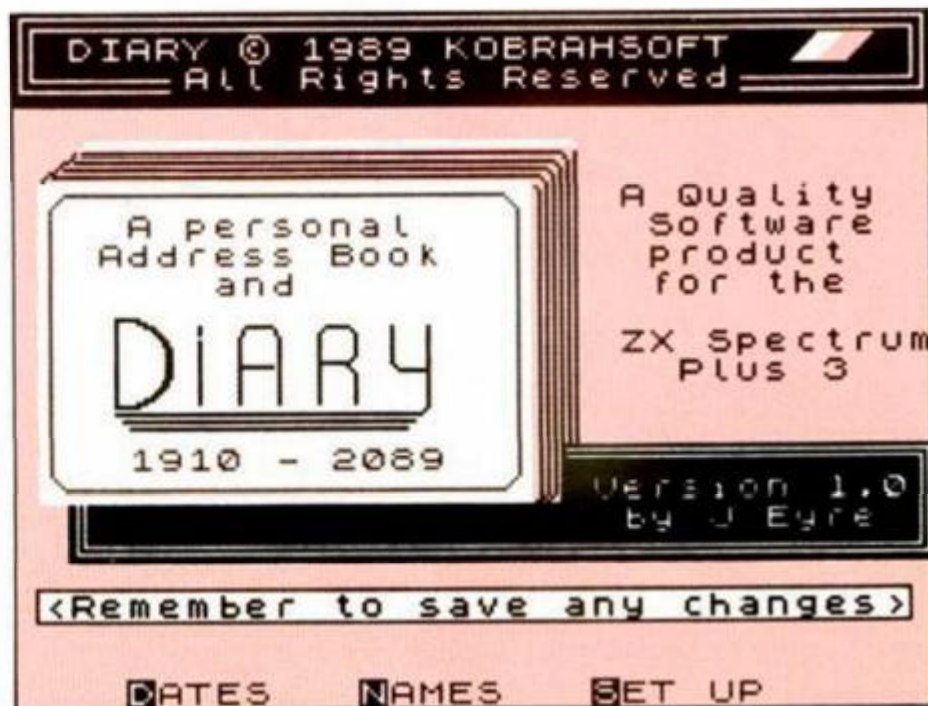 DIARY © 1989 KOBRAHSOFT
All Rights Reserved
A personal
Address Book
and
DiARY
1910 - 2089
A Quality
Software
product
for the
ZX Spectrum
Plus 3
Version 1.0
by J Eyre
<Remember to save any changes>
DATES NAMES SET UP